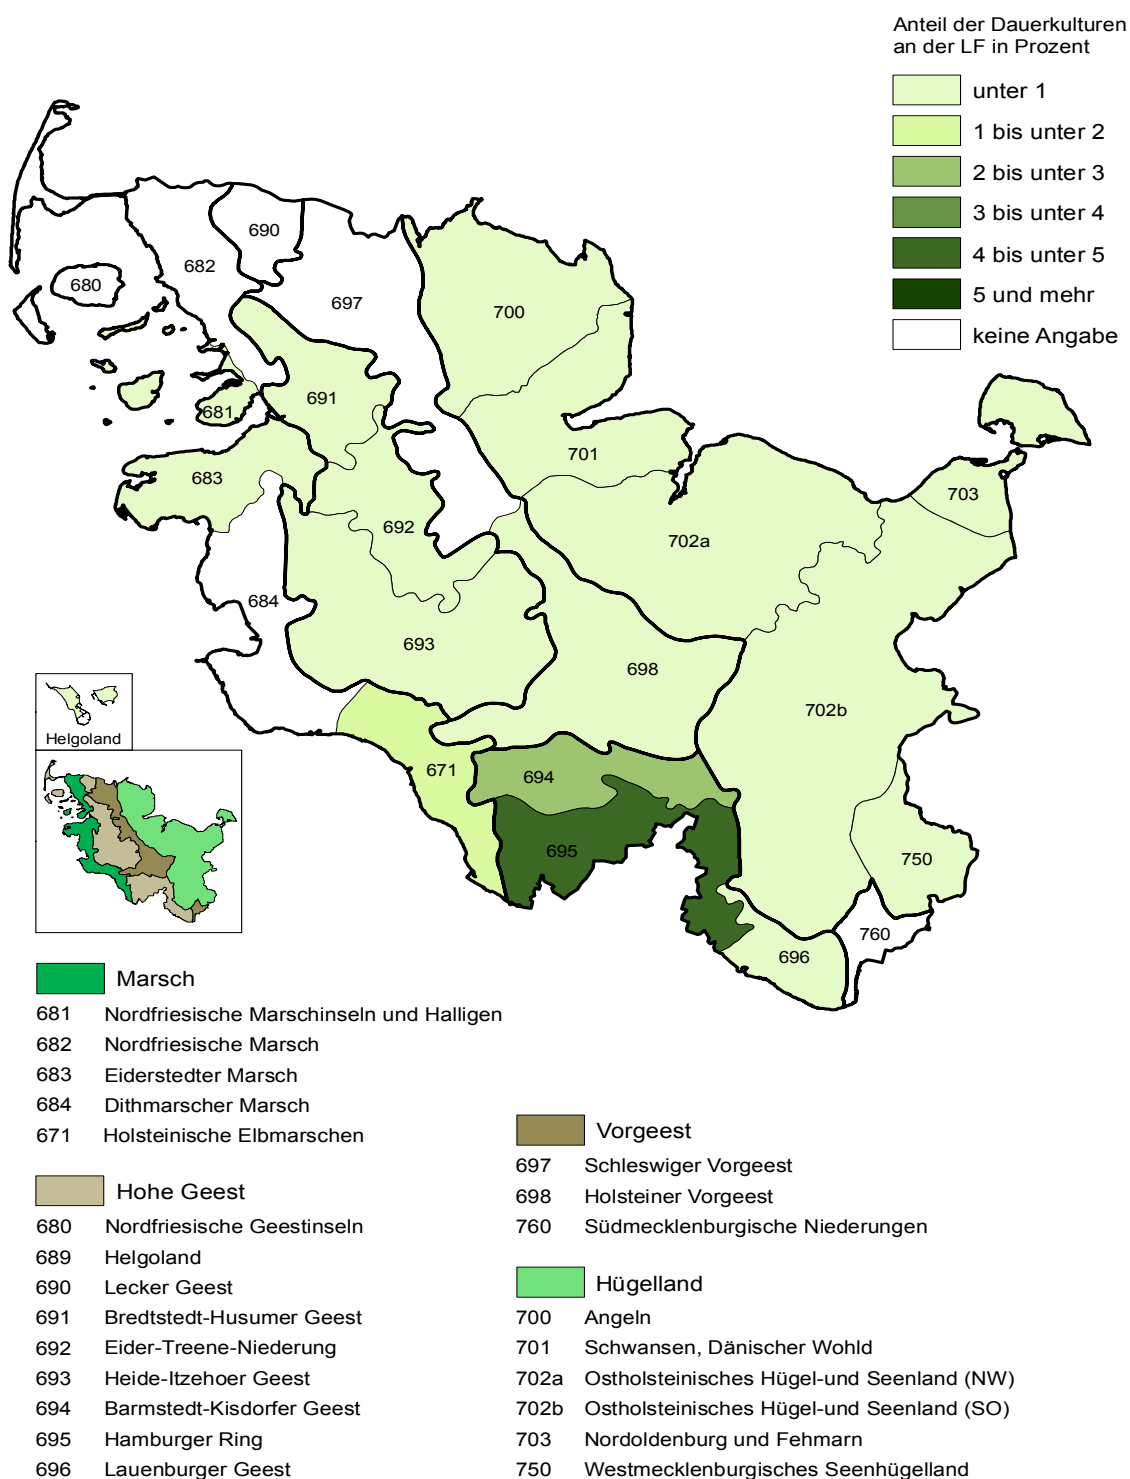 Anteil der Dauerkulturen
an der LF in Prozent
unter 1
1 bis unter 2
2 bis unter 3
3 bis unter 4
4 bis unter 5
5 und mehr
keine Angabe
690
682
680
697
700
691
681
701
683
703
692
702a
684
693
698
702b
671
694
695
750
760
696
Helgoland
Marsch
681 Nordfriesische Marschinseln und Halligen
682 Nordfriesische Marsch
683 Eiderstedter Marsch
684 Dithmarscher Marsch
671 Holsteinische Elbmarschen
Hohe Geest
680 Nordfriesische Geestinseln
689 Helgoland
690 Lecker Geest
691 Bredtstedt-Husumer Geest
692 Eider-Treene-Niederung
693 Heide-Itzehoer Geest
694 Barmstedt-Kisdorfer Geest
695 Hamburger Ring
696 Lauenburger Geest
Vorgeest
697 Schleswiger Vorgeest
698 Holsteiner Vorgeest
760 Südmecklenburgische Niederungen
Hügelland
700 Angeln
701 Schwansen, Dänischer Wohld
702a Ostholsteinisches Hügel-und Seenland (NW)
702b Ostholsteinisches Hügel-und Seenland (SO)
703 Nordoldenburg und Fehmarn
750 Westmecklenburgisches Seenhügelland